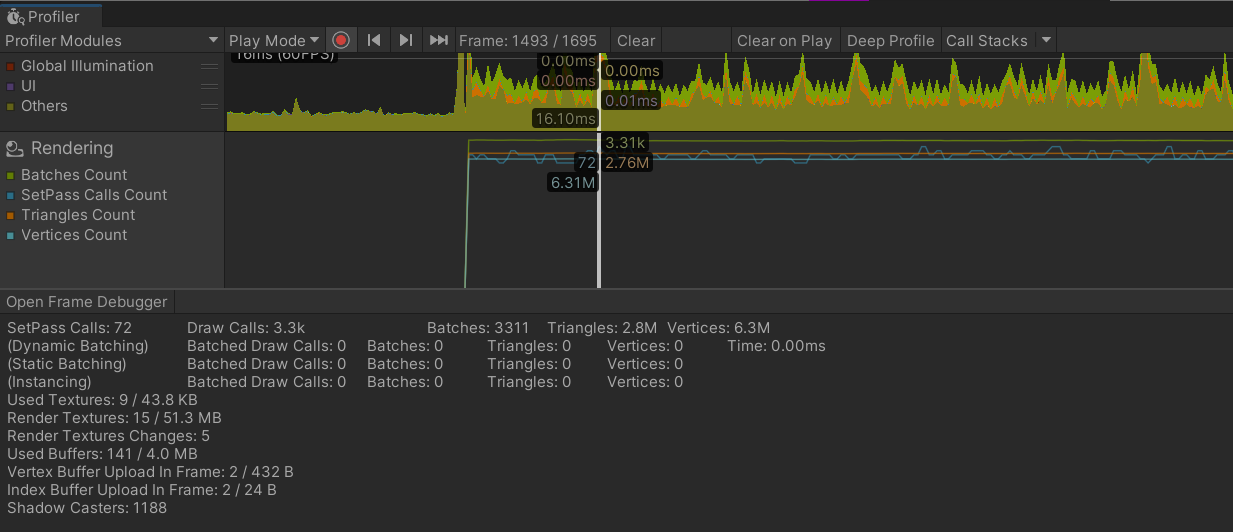 Profiler
Profiler Modules Play Mode Frame: 1493 / 1695 Clear Clear on Play Deep Profile Call Stacks
16ms (60FPS)
Global Illumination
UI
Others
0.00ms
0.00ms
0.00ms
0.01ms
16.10ms
Rendering
Batches Count
SetPass Calls Count
Triangles Count
Vertices Count
3.31k
72 2.76M
6.31M
Open Frame Debugger
SetPass Calls: 72 Draw Calls: 3.3k Batches: 3311 Triangles: 2.8M Vertices: 6.3M
(Dynamic Batching) Batched Draw Calls: 0 Batches: 0 Triangles: 0 Vertices: 0 Time: 0.00ms
(Static Batching) Batched Draw Calls: 0 Batches: 0 Triangles: 0 Vertices: 0
(Instancing) Batched Draw Calls: 0 Batches: 0 Triangles: 0 Vertices: 0
Used Textures: 9 / 43.8 KB
Render Textures: 15 / 51.3 MB
Render Textures Changes: 5
Used Buffers: 141 / 4.0 MB
Vertex Buffer Upload In Frame: 2 / 432 B
Index Buffer Upload In Frame: 2 / 24 B
Shadow Casters: 1188